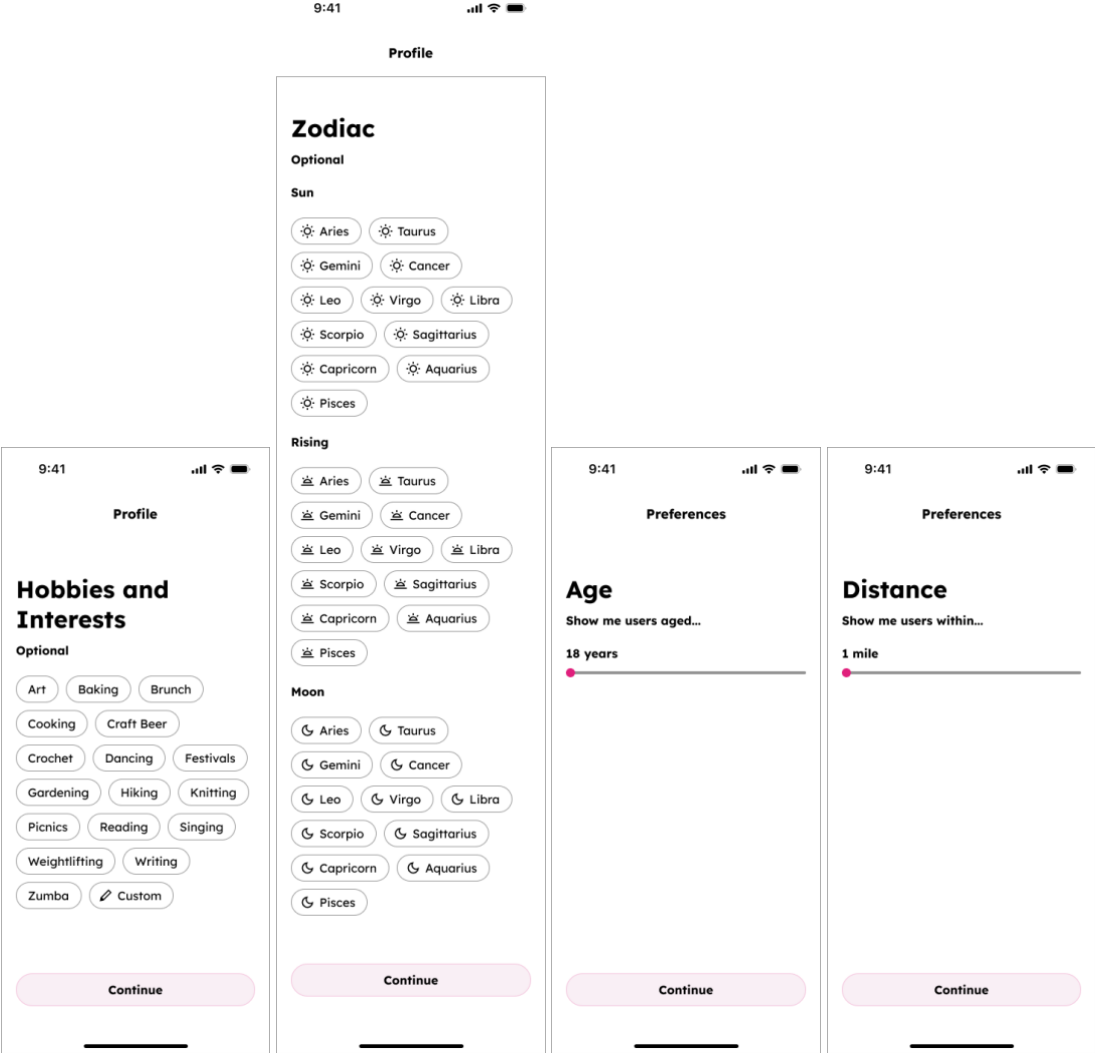 9:41
Profile
Hobbies and
Interests
Optional
Art Baking Brunch
Cooking Craft Beer
Crochet Dancing Festivals
Gardening Hiking Knitting
Picnics Reading Singing
Weightlifting Writing
Zumba Custom
Continue
9:41
Profile
Zodiac
Optional
Sun
Aries Taurus
Gemini Cancer
Leo Virgo Libra
Scorpio Sagittarius
Capricorn Aquarius
Pisces
Rising
Aries Taurus
Gemini Cancer
Leo Virgo Libra
Scorpio Sagittarius
Capricorn Aquarius
Pisces
Moon
Aries Taurus
Gemini Cancer
Leo Virgo Libra
Scorpio Sagittarius
Capricorn Aquarius
Pisces
Continue
9:41
Preferences
Age
Show me users aged...
18 years
Continue
9:41
Preferences
Distance
Show me users within...
1 mile
Continue